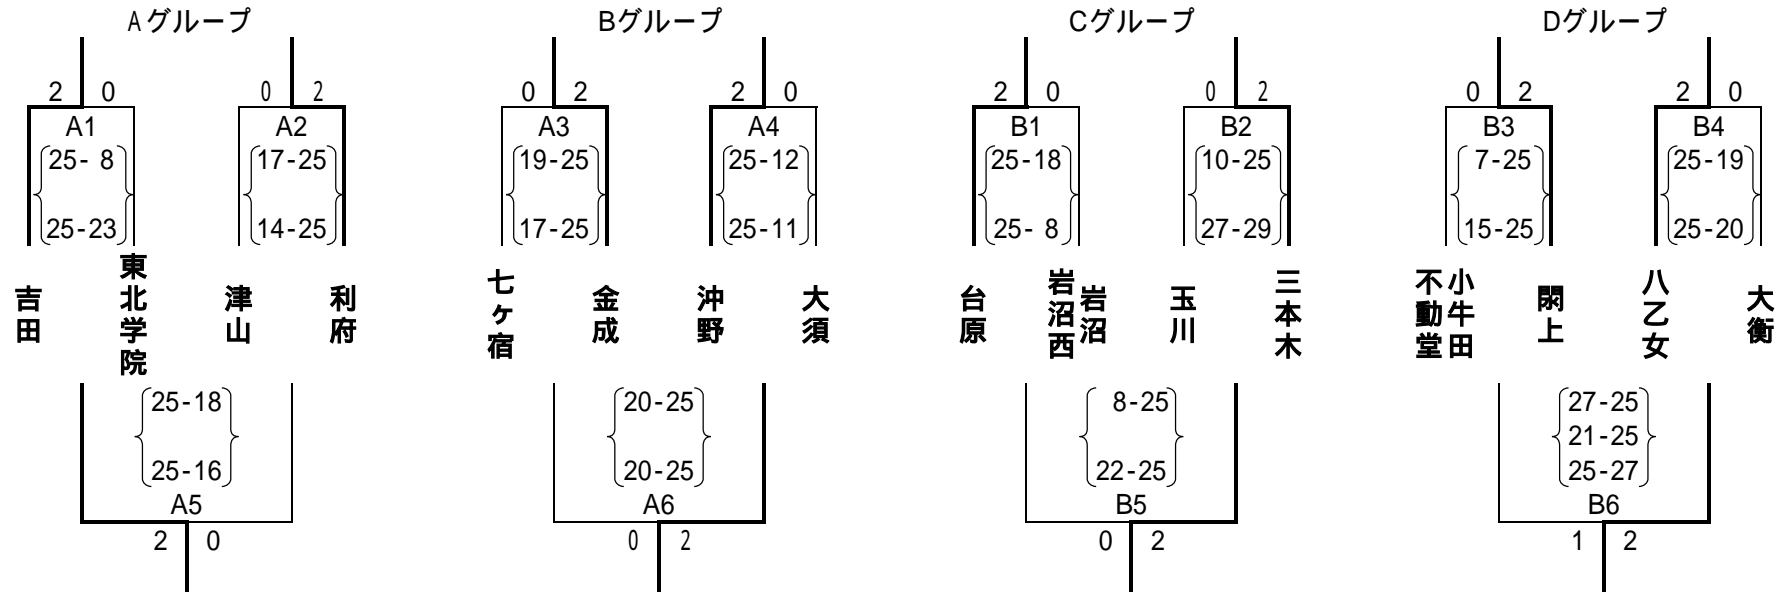 Aグループ Bグループ Cグループ Dグループ
2 0 0 2 0 2 2 0 2 0 0 2 0 2 2 0
A1 A2 A3 A4 B1 B2 B3 B4
25- 8 17-25 19-25 25-12 25-18 10-25 7-25 25-19
25-23 14-25 17-25 25-11 25- 8 27-29 15-25 25-20
吉田
東北学院
津山
利府
七ヶ宿
金成
沖野
大須
台原
岩沼西
岩沼
玉川
三本木
不動堂
小牛田
閖上
八乙女
大衡
25-18 20-25 8-25 27-25
21-25
25-16 20-25 22-25 25-27
A5 A6 B5 B6
2 0 0 2 0 2 1 2